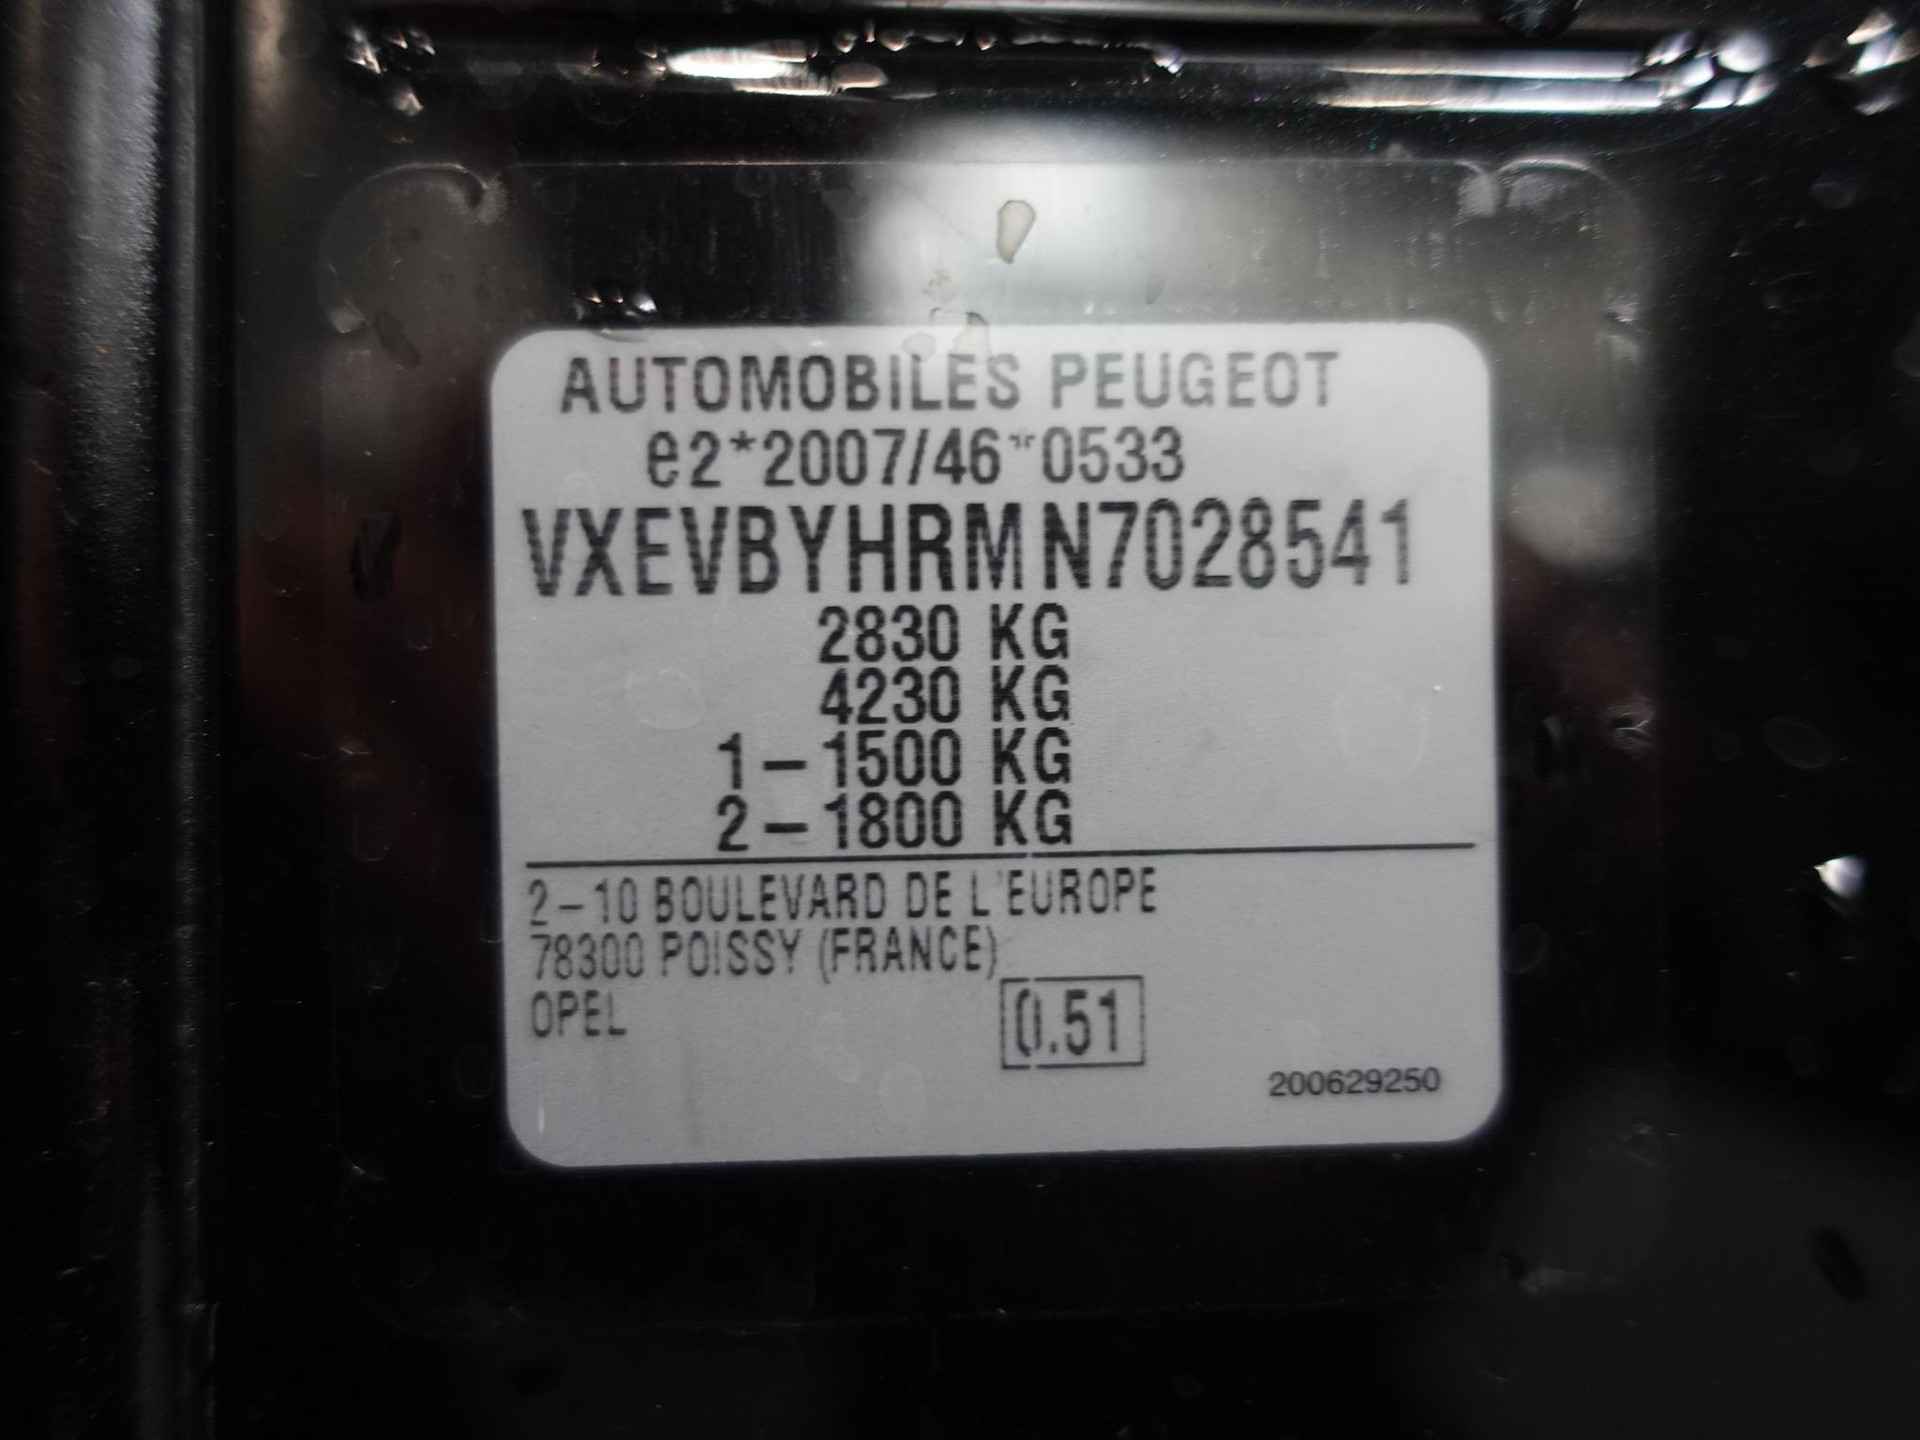 AUTOMOBILES PEUGEOT
e2*2007/46*0533
VXEVBYHRMN7028541
2830 KG
4230 KG
1-1500 KG
2-1800 KG
2-10 BOULEVARD DE L'EUROPE
78300 POISSY (FRANCE)
OPEL
0.51
200629250